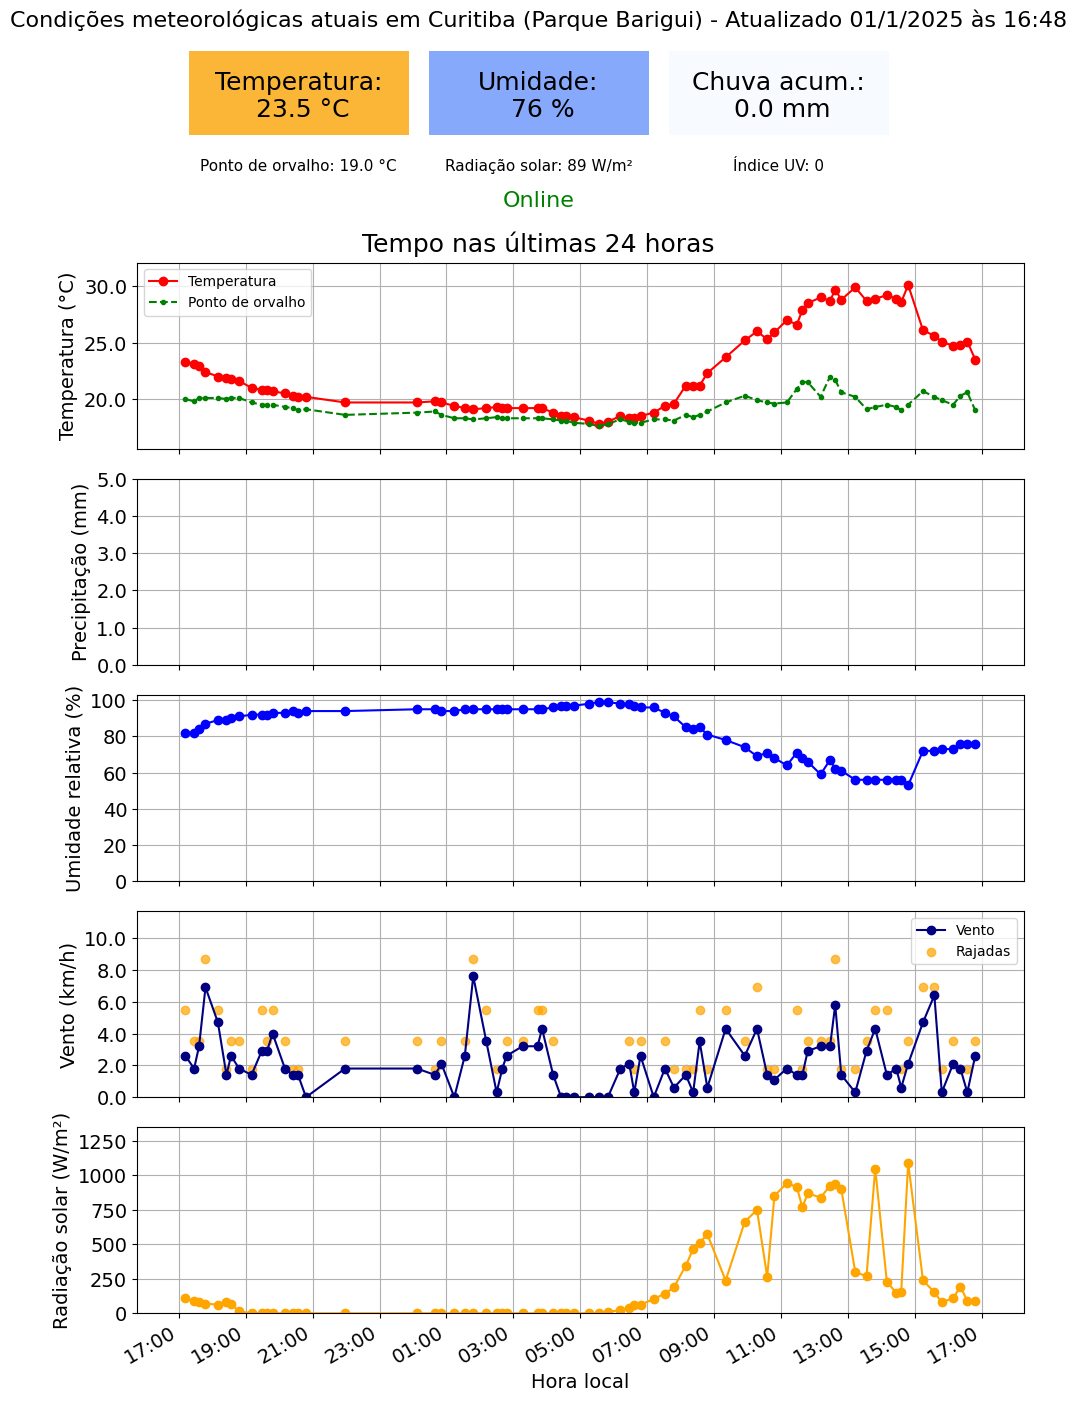 Condições meteorológicas atuais em Curitiba (Parque Barigui) - Atualizado 01/1/2025 às 16:48
Temperatura:
23.5 °C
Umidade:
76 %
Chuva acum.:
0.0 mm
Ponto de orvalho: 19.0 °C
Radiação solar: 89 W/m²
Índice UV: 0
Online
Tempo nas últimas 24 horas
Temperatura (°C)
30.0
25.0
20.0
Temperatura
Ponto de orvalho
Precipitação (mm)
5.0
4.0
3.0
2.0
1.0
0.0
Umidade relativa (%)
100
80
60
40
20
0
Vento (km/h)
10.0
8.0
6.0
4.0
2.0
0.0
Vento
Rajadas
Radiação solar (W/m²)
1250
1000
750
500
250
0
17:00
19:00
21:00
23:00
01:00
03:00
05:00
07:00
09:00
11:00
13:00
15:00
17:00
Hora local